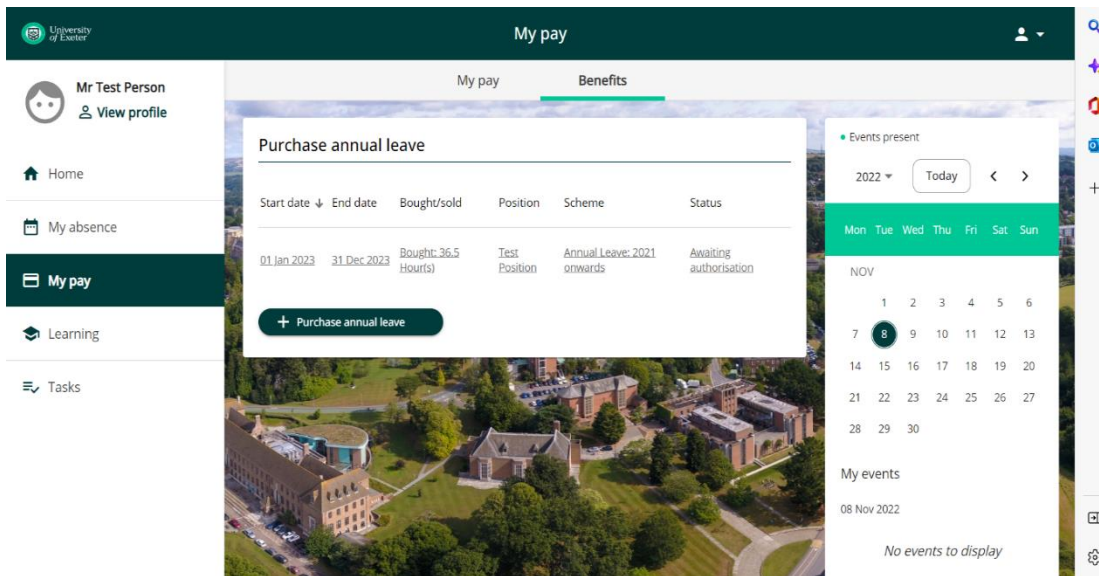 University
of Exeter
My pay
Mr Test Person
View profile
Home
My absence
My pay
Learning
Tasks
My pay Benefits
Purchase annual leave
Start date End date Bought/sold Position Scheme Status
01 Jan 2023 31 Dec 2023 Bought: 36.5 Hour(s) Test Position Annual Leave: 2021 onwards Awaiting authorisation
+ Purchase annual leave
Events present
2022 Today
Mon Tue Wed Thu Fri Sat Sun
NOV
1 2 3 4 5 6
7 8 9 10 11 12 13
14 15 16 17 18 19 20
21 22 23 24 25 26 27
28 29 30
My events
08 Nov 2022
No events to display